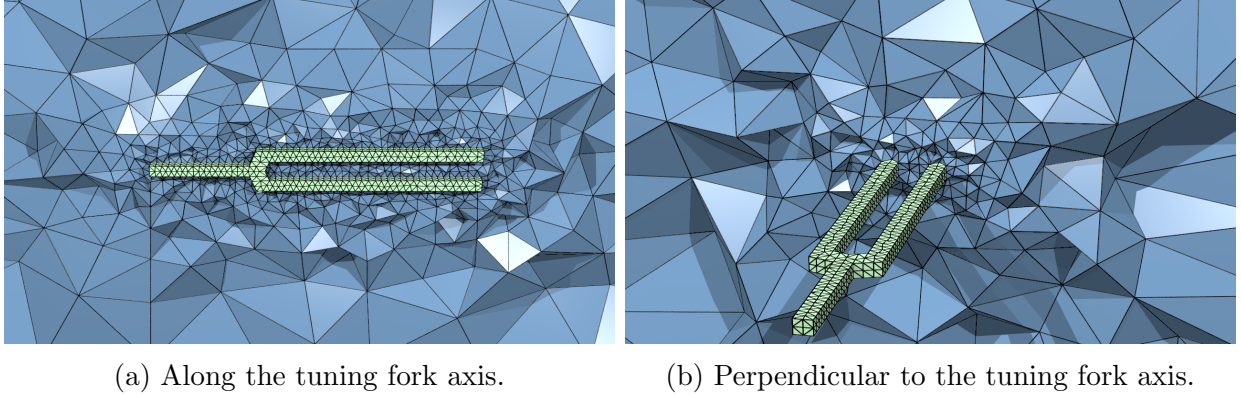 (a) Along the tuning fork axis.
(b) Perpendicular to the tuning fork axis.